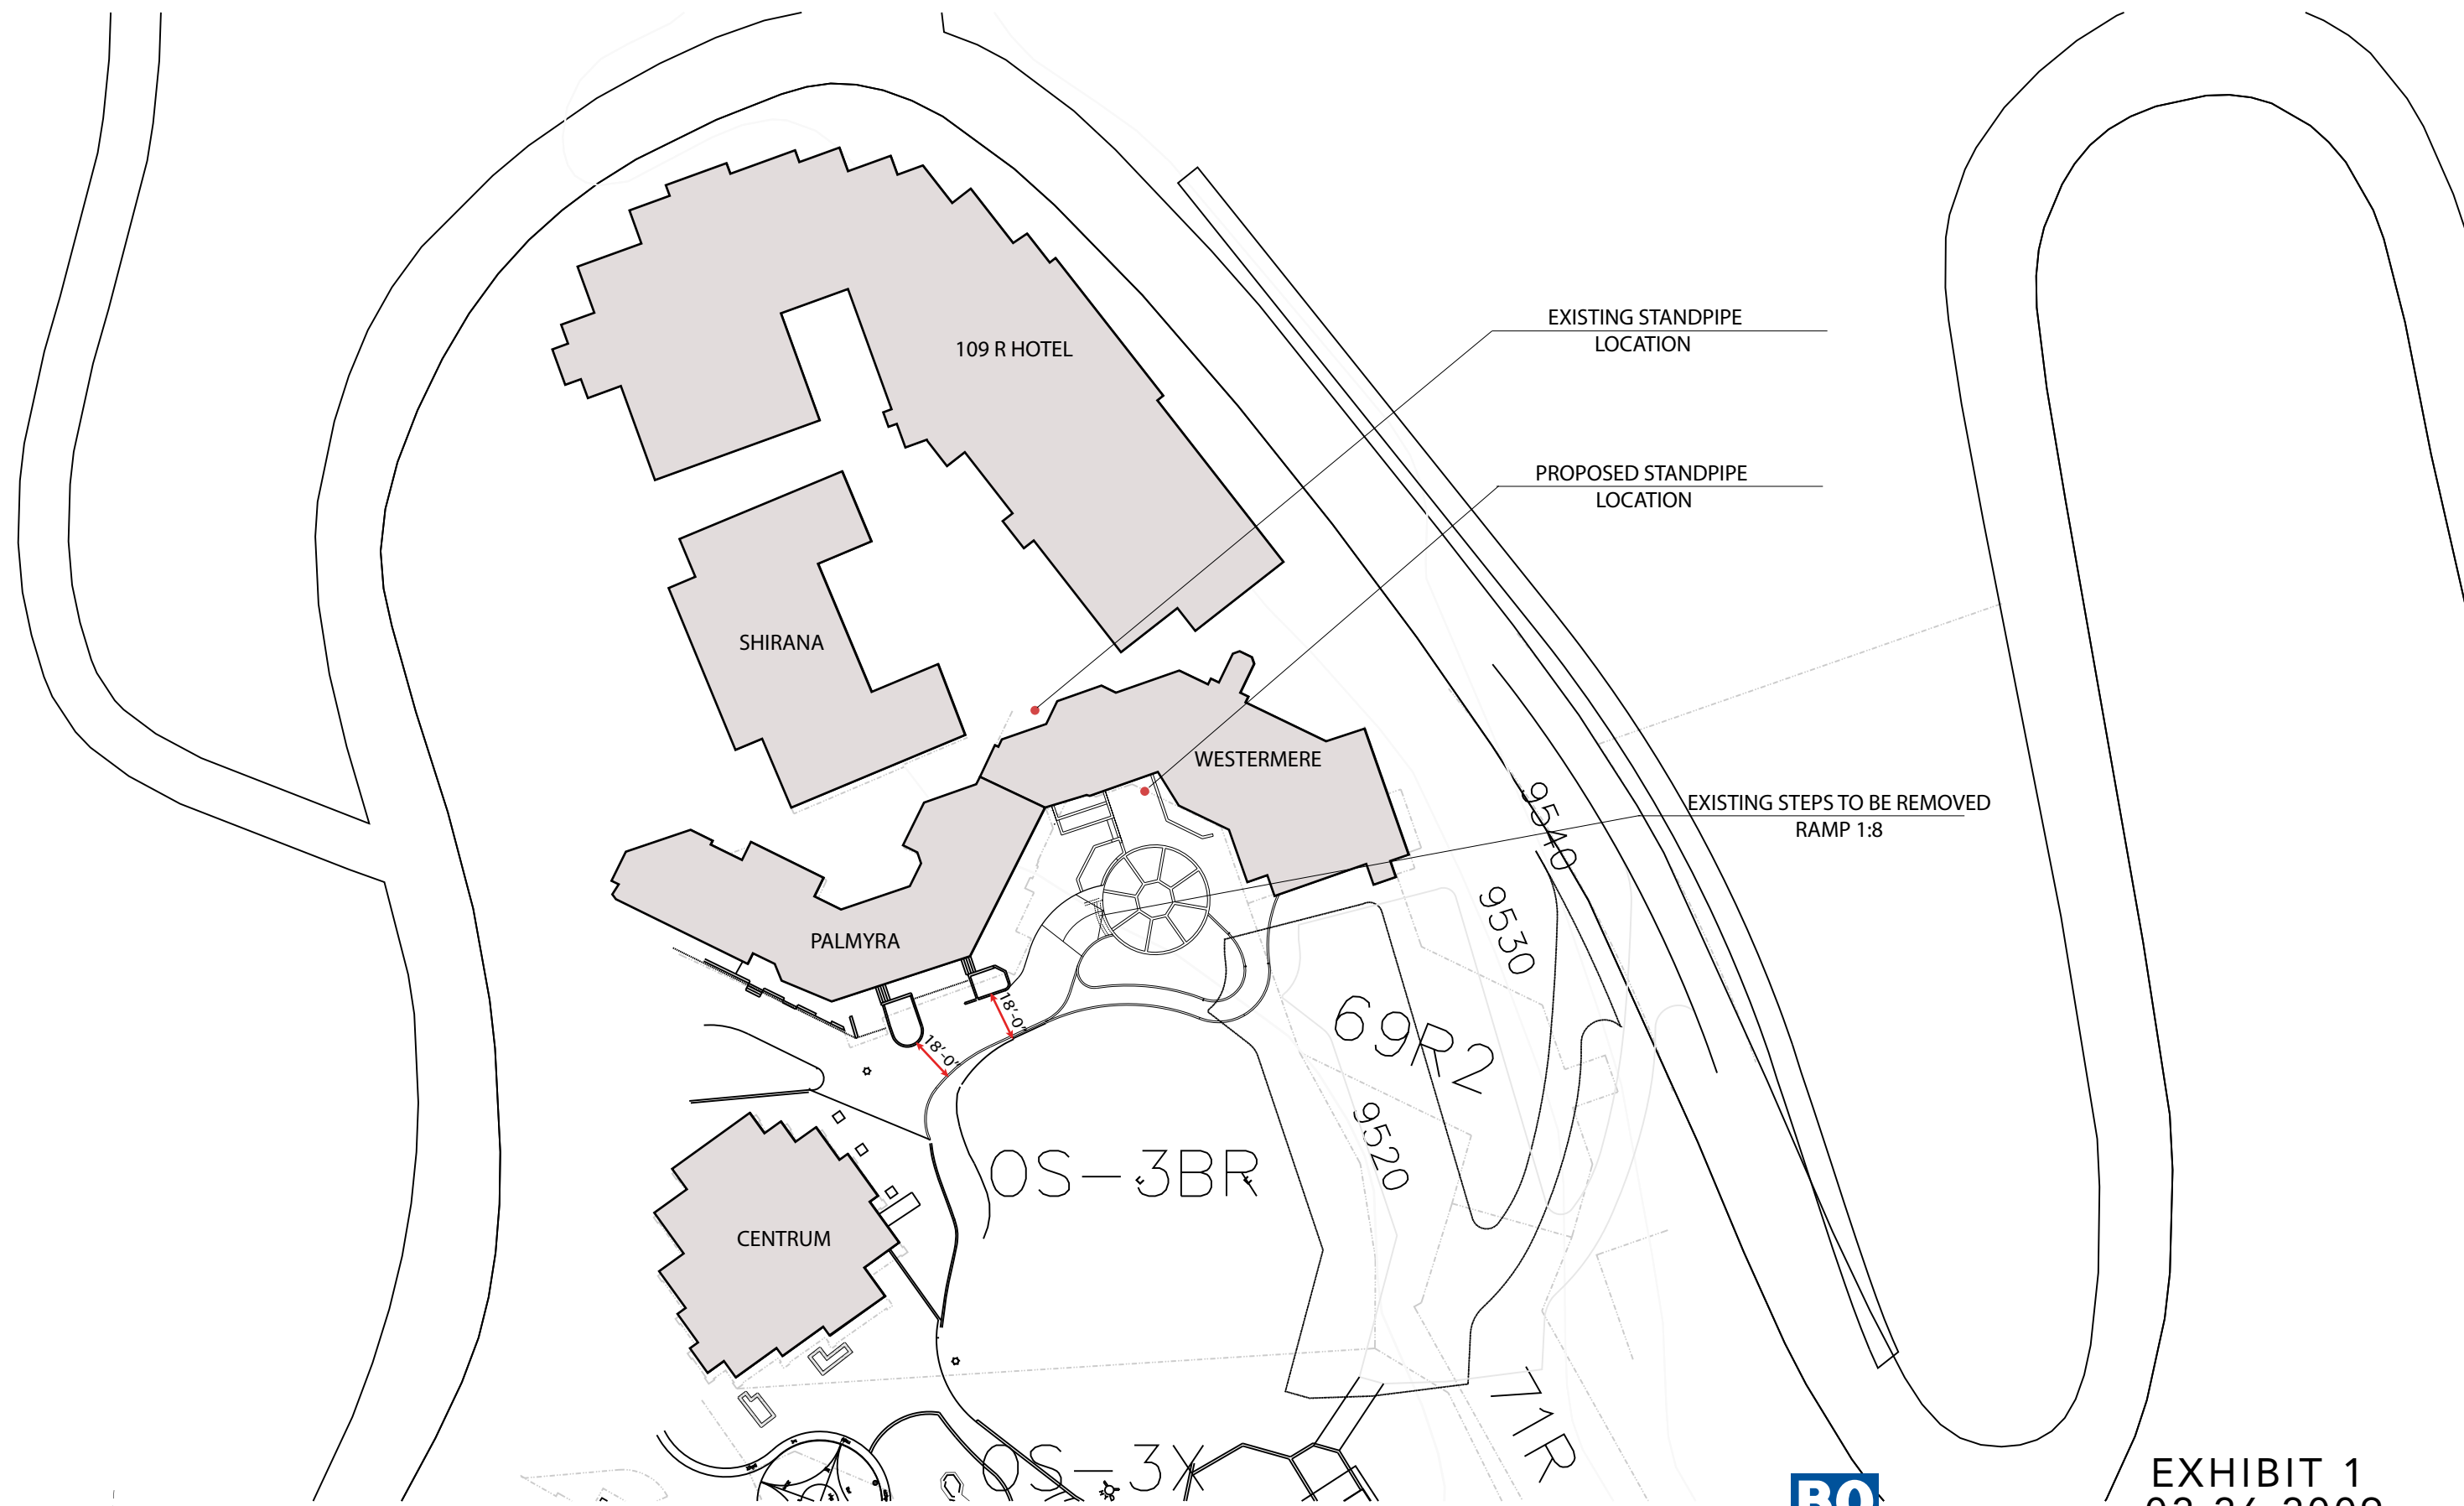 109 R HOTEL
EXISTING STANDPIPE
LOCATION
PROPOSED STANDPIPE
LOCATION
SHIRANA
WESTERMERE
EXISTING STEPS TO BE REMOVED
RAMP 1:8
9540
PALMYRA
9530
18'-0"
18'-0"
69R2
9520
OS-3BR
CENTRUM
71R
OS-3X
EXHIBIT 1